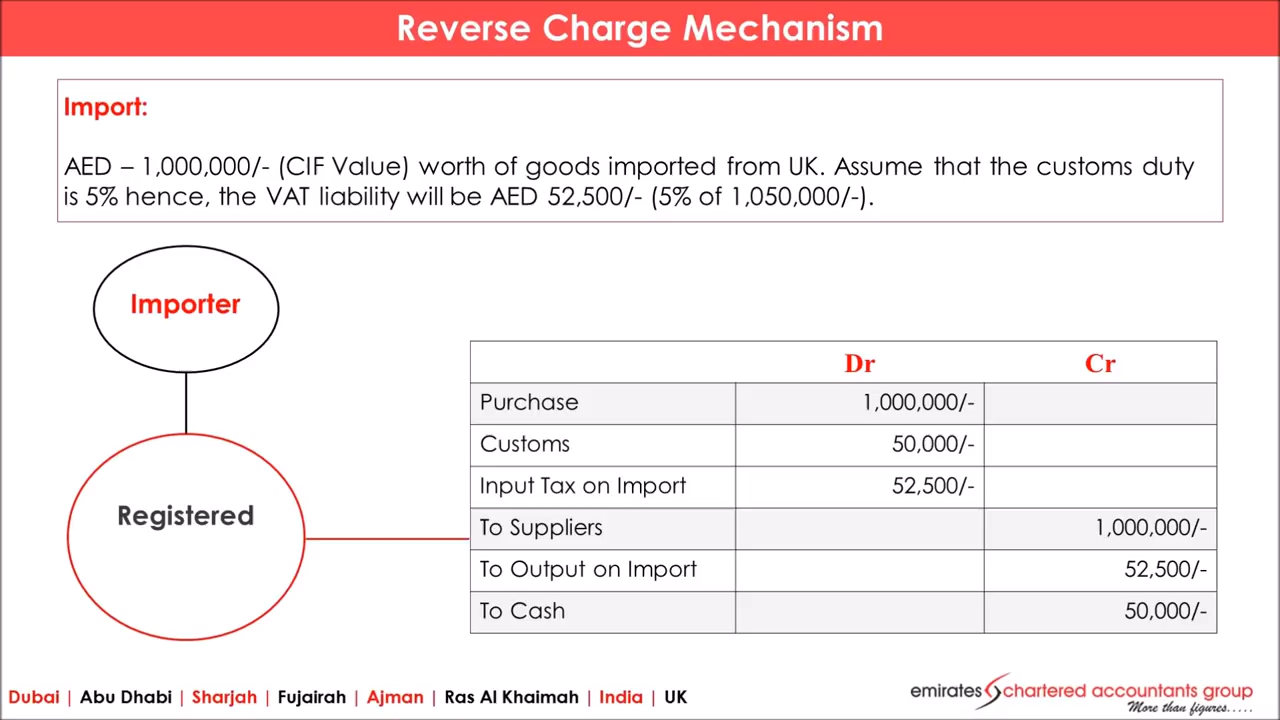 Reverse Charge Mechanism
Import:
AED – 1,000,000/- (CIF Value) worth of goods imported from UK. Assume that the customs duty
is 5% hence, the VAT liability will be AED 52,500/- (5% of 1,050,000/-).
Importer
Registered
Dr Cr
Purchase 1,000,000/-
Customs 50,000/-
Input Tax on Import 52,500/-
To Suppliers 1,000,000/-
To Output on Import 52,500/-
To Cash 50,000/-
Dubai | Abu Dhabi | Sharjah | Fujairah | Ajman | Ras Al Khaimah | India | UK
emirates chartered accountants group
More than figures.....